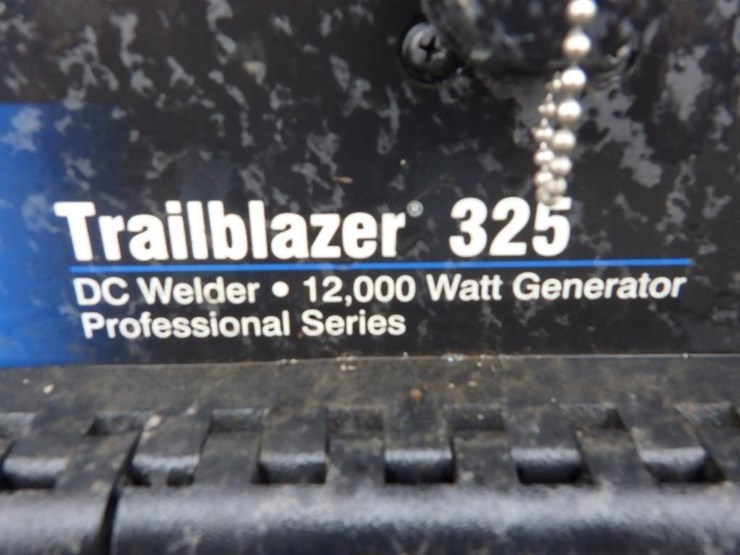 Trailblazer® 325
DC Welder • 12,000 Watt Generator
Professional Series